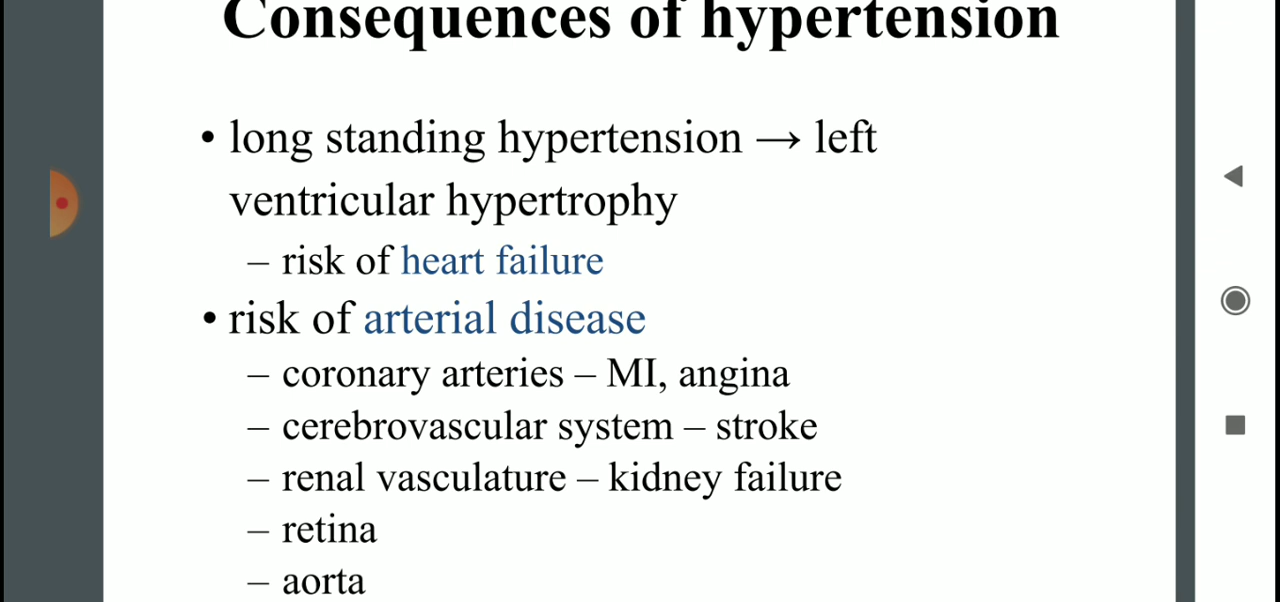 Consequences of hypertension
• long standing hypertension → left
ventricular hypertrophy
– risk of heart failure
• risk of arterial disease
– coronary arteries – MI, angina
– cerebrovascular system – stroke
– renal vasculature – kidney failure
– retina
– aorta